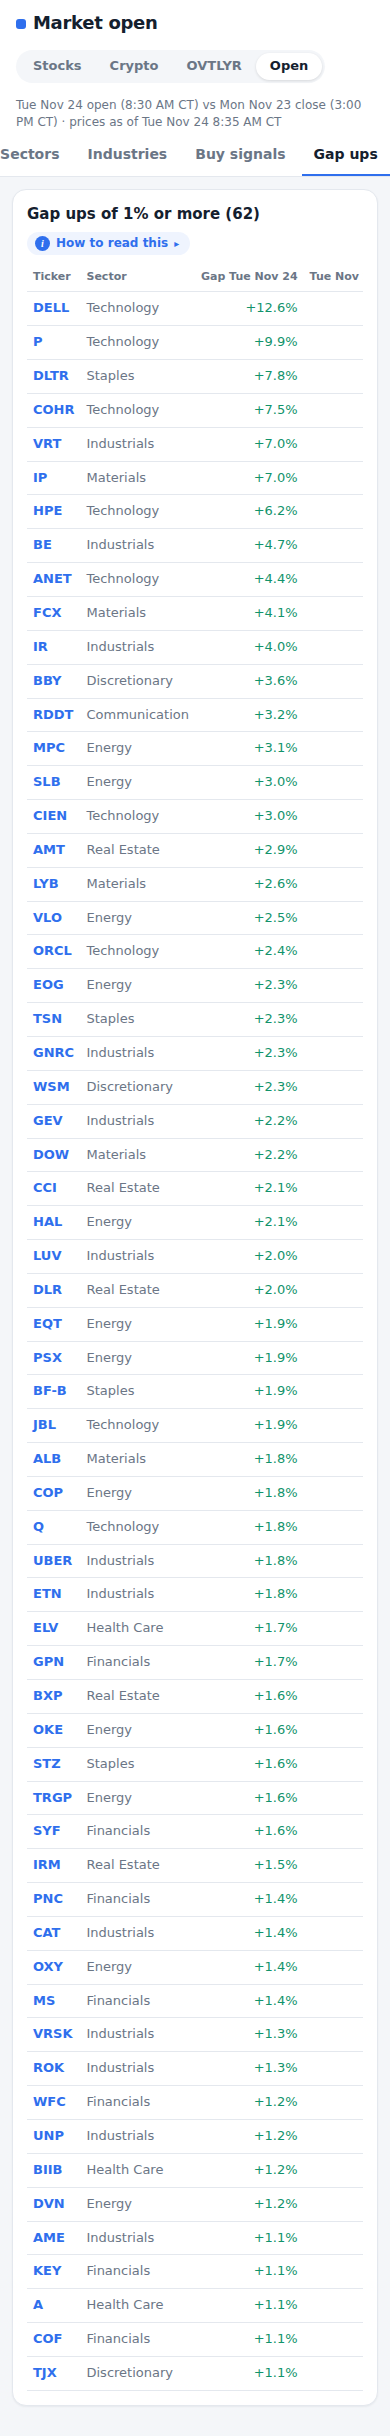 Market open
Stocks Crypto OVTLYR Open
Tue Nov 24 open (8:30 AM CT) vs Mon Nov 23 close (3:00
PM CT) · prices as of Tue Nov 24 8:35 AM CT
Sectors Industries Buy signals Gap ups
Gap ups of 1% or more (62)
i How to read this ▸
Ticker Sector Gap Tue Nov 24 Tue Nov
DELL Technology +12.6%
P Technology +9.9%
DLTR Staples +7.8%
COHR Technology +7.5%
VRT Industrials +7.0%
IP Materials +7.0%
HPE Technology +6.2%
BE Industrials +4.7%
ANET Technology +4.4%
FCX Materials +4.1%
IR Industrials +4.0%
BBY Discretionary +3.6%
RDDT Communication +3.2%
MPC Energy +3.1%
SLB Energy +3.0%
CIEN Technology +3.0%
AMT Real Estate +2.9%
LYB Materials +2.6%
VLO Energy +2.5%
ORCL Technology +2.4%
EOG Energy +2.3%
TSN Staples +2.3%
GNRC Industrials +2.3%
WSM Discretionary +2.3%
GEV Industrials +2.2%
DOW Materials +2.2%
CCI Real Estate +2.1%
HAL Energy +2.1%
LUV Industrials +2.0%
DLR Real Estate +2.0%
EQT Energy +1.9%
PSX Energy +1.9%
BF-B Staples +1.9%
JBL Technology +1.9%
ALB Materials +1.8%
COP Energy +1.8%
Q Technology +1.8%
UBER Industrials +1.8%
ETN Industrials +1.8%
ELV Health Care +1.7%
GPN Financials +1.7%
BXP Real Estate +1.6%
OKE Energy +1.6%
STZ Staples +1.6%
TRGP Energy +1.6%
SYF Financials +1.6%
IRM Real Estate +1.5%
PNC Financials +1.4%
CAT Industrials +1.4%
OXY Energy +1.4%
MS Financials +1.4%
VRSK Industrials +1.3%
ROK Industrials +1.3%
WFC Financials +1.2%
UNP Industrials +1.2%
BIIB Health Care +1.2%
DVN Energy +1.2%
AME Industrials +1.1%
KEY Financials +1.1%
A Health Care +1.1%
COF Financials +1.1%
TJX Discretionary +1.1%